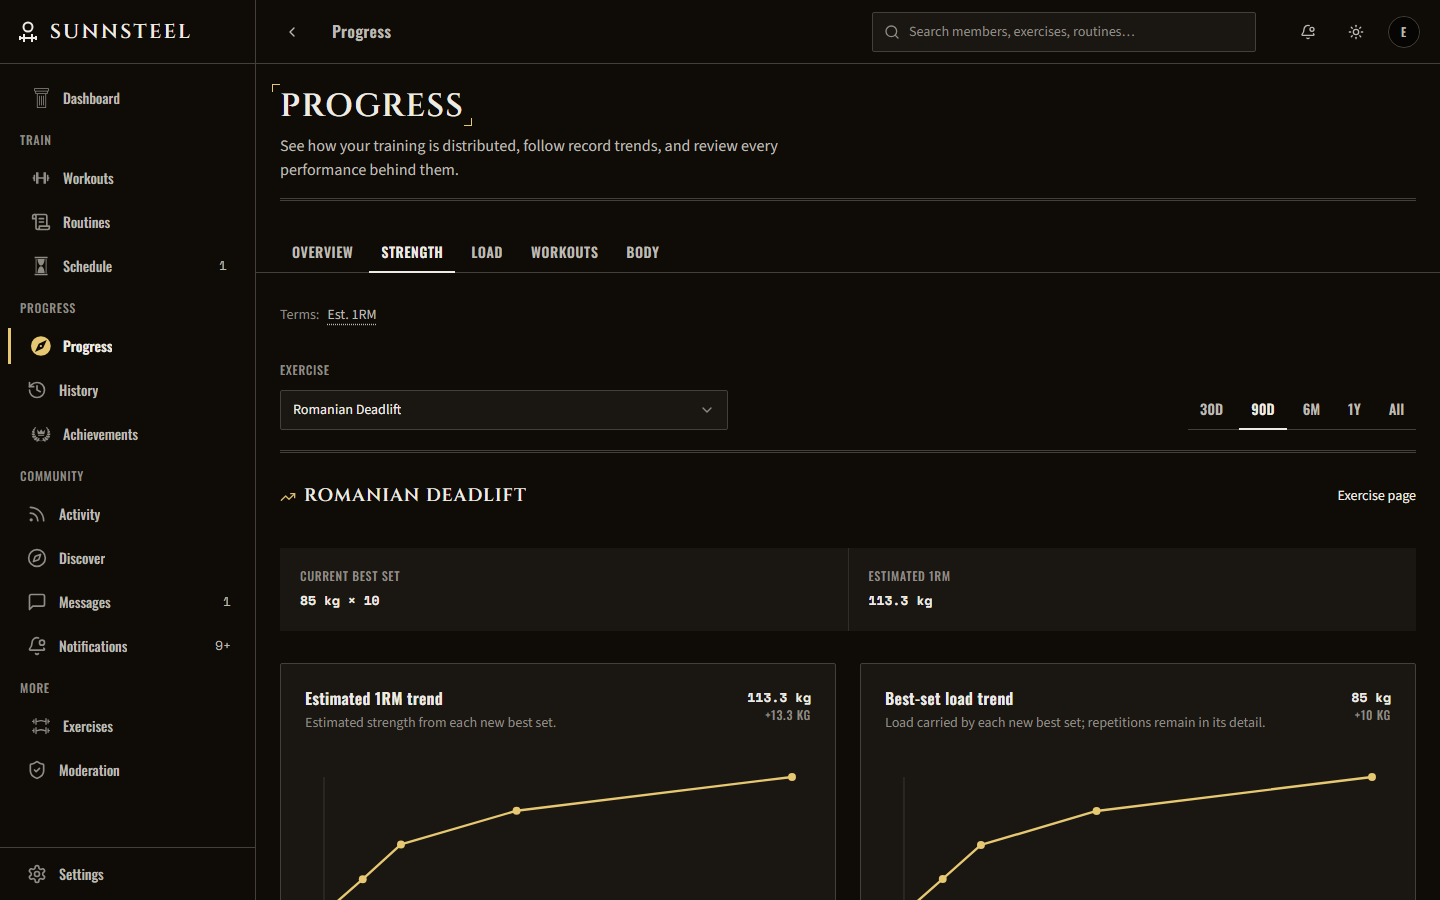 SUNNSTEEL
Progress
Search members, exercises, routines...
E
Dashboard
TRAIN
Workouts
Routines
Schedule 1
PROGRESS
Progress
History
Achievements
COMMUNITY
Activity
Discover
Messages 1
Notifications 9+
MORE
Exercises
Moderation
Settings
PROGRESS
See how your training is distributed, follow record trends, and review every
performance behind them.
OVERVIEW STRENGTH LOAD WORKOUTS BODY
Terms: Est. 1RM
EXERCISE
Romanian Deadlift
30D 90D 6M 1Y All
ROMANIAN DEADLIFT
Exercise page
CURRENT BEST SET
85 kg × 10
ESTIMATED 1RM
113.3 kg
Estimated 1RM trend
113.3 kg
Estimated strength from each new best set.
+13.3 KG
Best-set load trend
85 kg
Load carried by each new best set; repetitions remain in its detail.
+10 KG